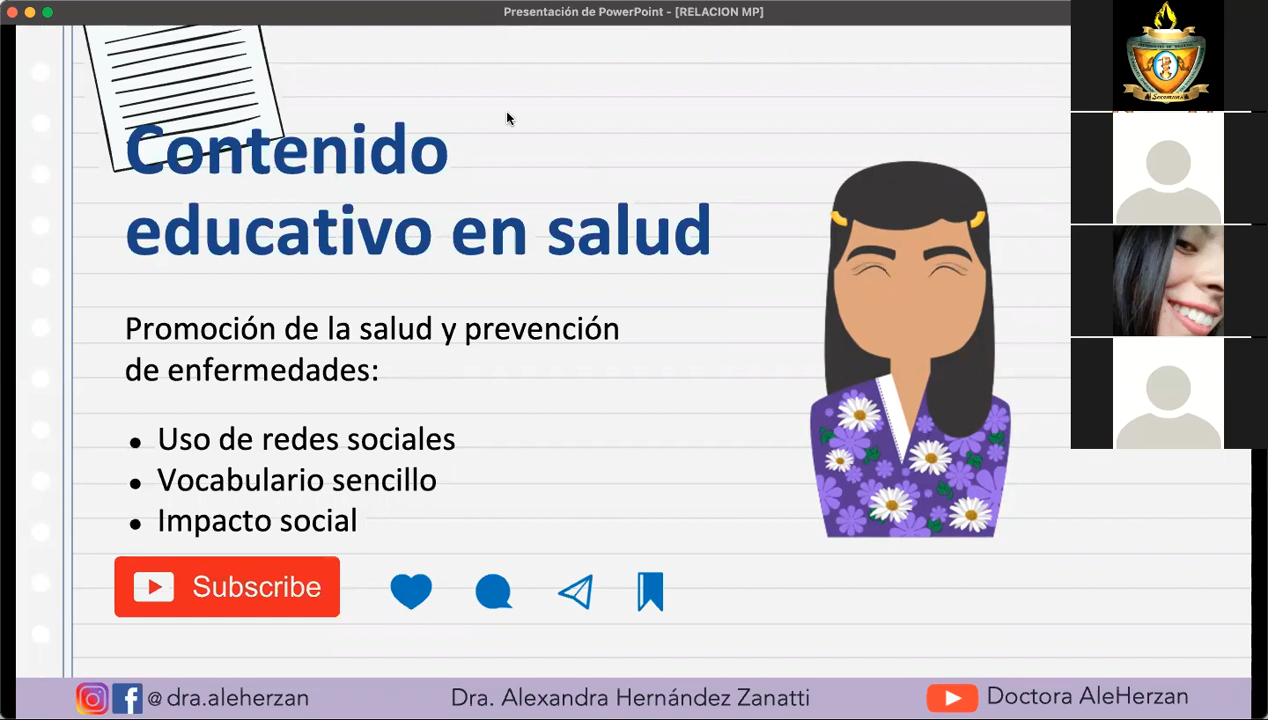 Presentación de PowerPoint - [RELACION MP]
Contenido
educativo en salud
Promoción de la salud y prevención
de enfermedades:
• Uso de redes sociales
• Vocabulario sencillo
• Impacto social
Subscribe
@dra.aleherzan
Dra. Alexandra Hernández Zanatti
Doctora AleHerzan